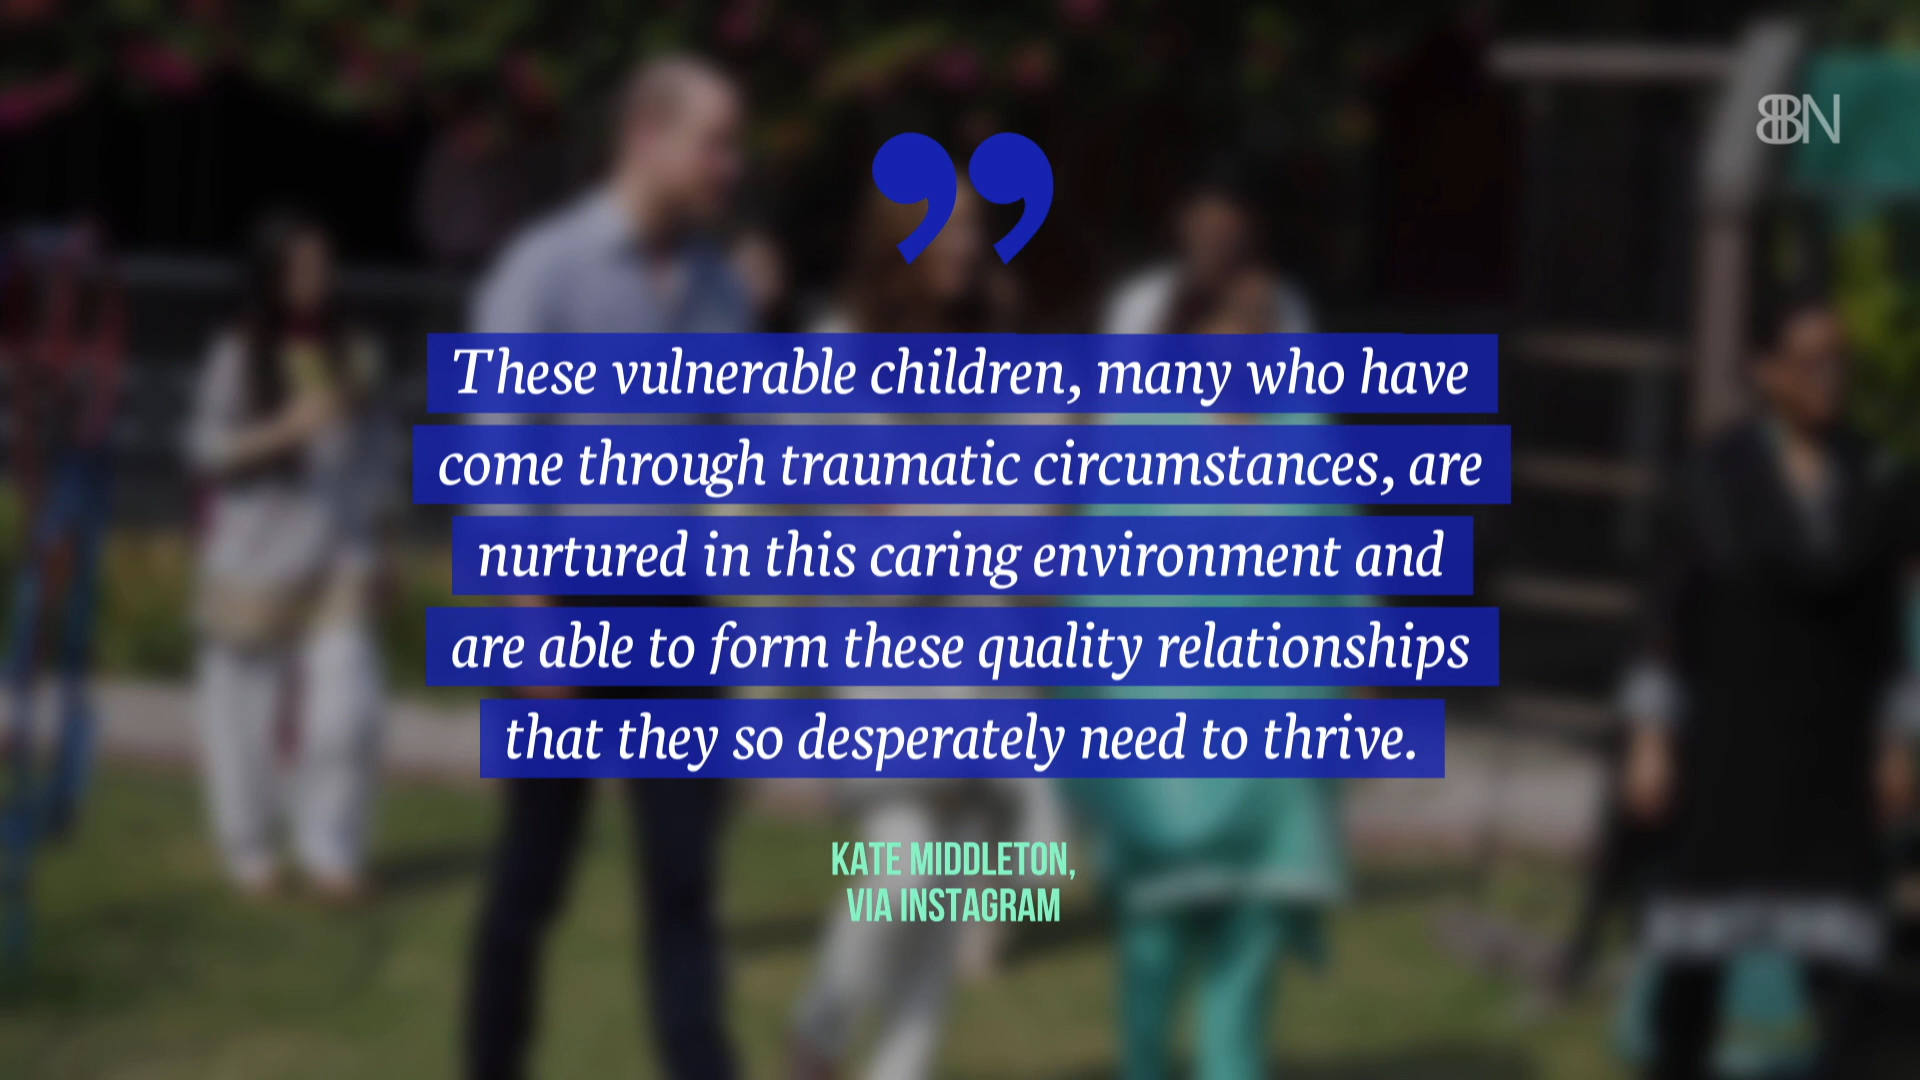 BBN
”
These vulnerable children, many who have
come through traumatic circumstances, are
nurtured in this caring environment and
are able to form these quality relationships
that they so desperately need to thrive.
KATE MIDDLETON,
VIA INSTAGRAM